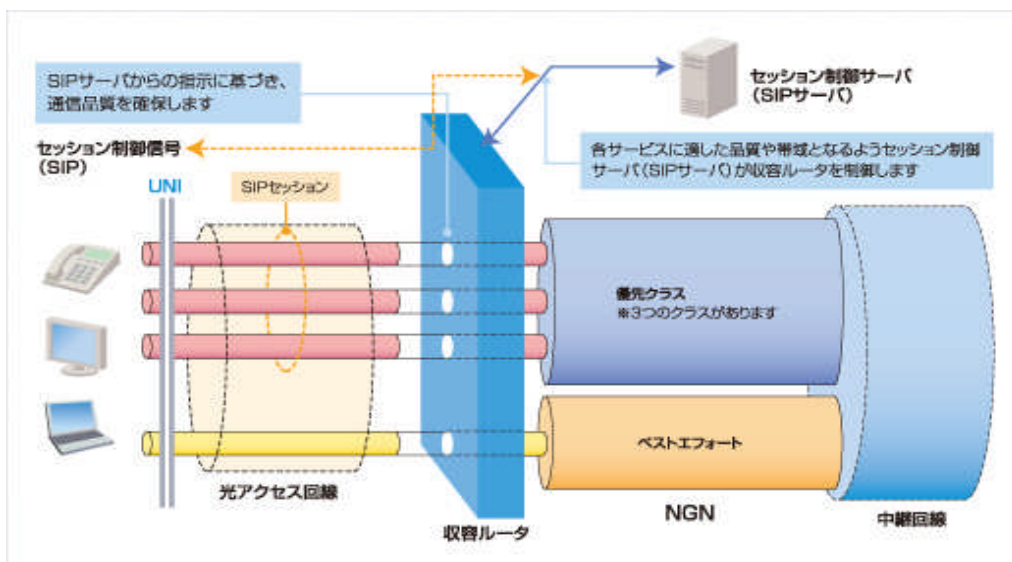 SIPサーバからの指示に基づき、
通信品質を確保します
セッション制御サーバ
(SIPサーバ)
セッション制御信号
(SIP)
各サービスに適した品質や帯域となるようセッション制御
サーバ(SIPサーバ)が収容ルータを制御します
UNI
SIPセッション
優先クラス
※3つのクラスがあります
ベストエフォート
光アクセス回線
収容ルータ
NGN
中継回線